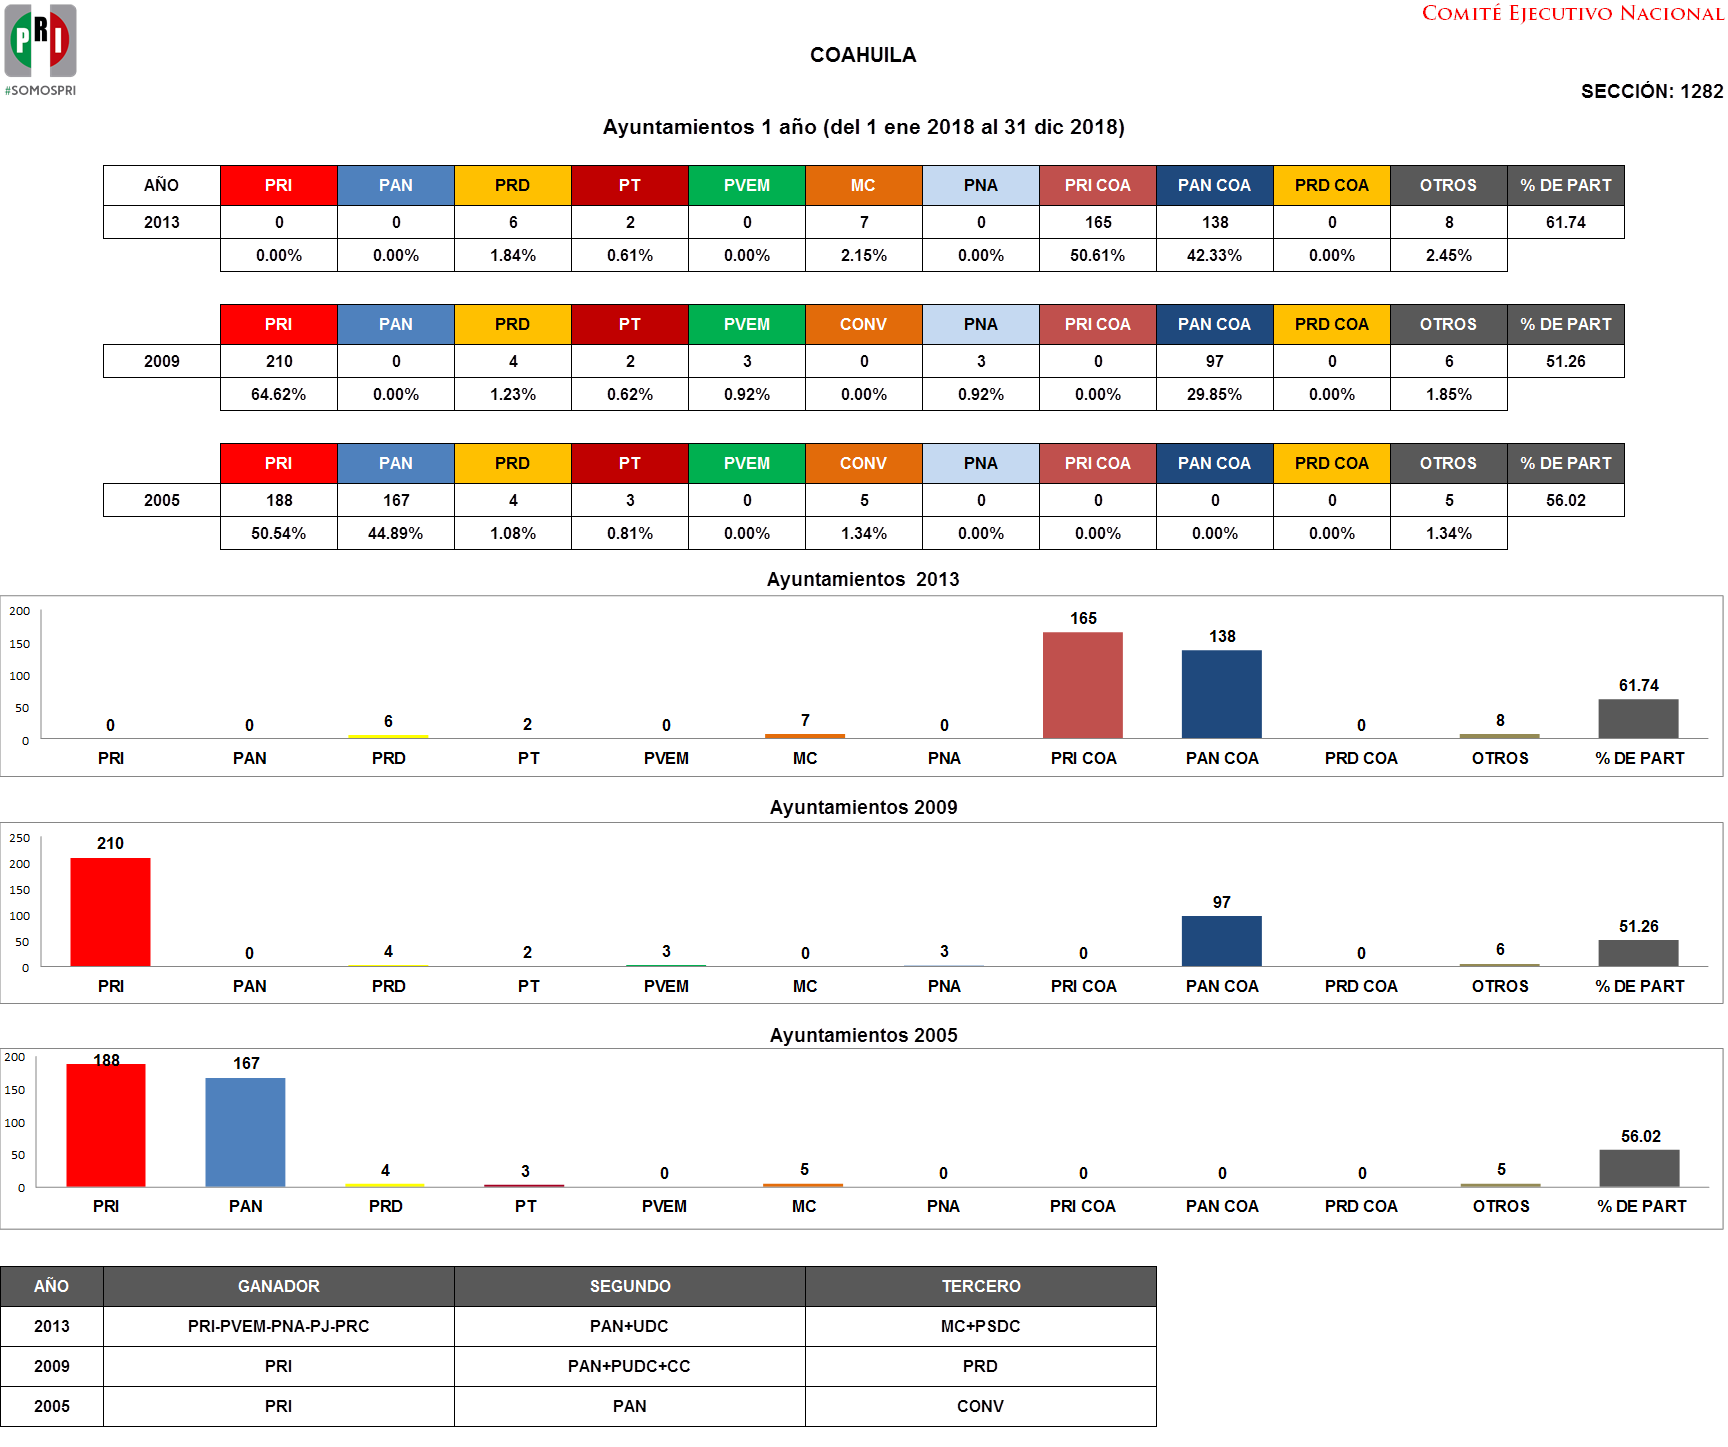 PRI
#SOMOSPRI
COMITÉ EJECUTIVO NACIONAL
COAHUILA
SECCIÓN: 1282
Ayuntamientos 1 año (del 1 ene 2018 al 31 dic 2018)
AÑO PRI PAN PRD PT PVEM MC PNA PRI COA PAN COA PRD COA OTROS % DE PART
2013 0 0 6 2 0 7 0 165 138 0 8 61.74
0.00% 0.00% 1.84% 0.61% 0.00% 2.15% 0.00% 50.61% 42.33% 0.00% 2.45%
PRI PAN PRD PT PVEM CONV PNA PRI COA PAN COA PRD COA OTROS % DE PART
2009 210 0 4 2 3 0 3 0 97 0 6 51.26
64.62% 0.00% 1.23% 0.62% 0.92% 0.00% 0.92% 0.00% 29.85% 0.00% 1.85%
PRI PAN PRD PT PVEM CONV PNA PRI COA PAN COA PRD COA OTROS % DE PART
2005 188 167 4 3 0 5 0 0 0 0 5 56.02
50.54% 44.89% 1.08% 0.81% 0.00% 1.34% 0.00% 0.00% 0.00% 0.00% 1.34%
Ayuntamientos 2013
200
150
100
50
0
0 0 6 2 0 7 0 165 138 0 8 61.74
PRI PAN PRD PT PVEM MC PNA PRI COA PAN COA PRD COA OTROS % DE PART
Ayuntamientos 2009
250
200
150
100
50
0
210 0 4 2 3 0 3 0 97 0 6 51.26
PRI PAN PRD PT PVEM MC PNA PRI COA PAN COA PRD COA OTROS % DE PART
Ayuntamientos 2005
200
150
100
50
0
188 167 4 3 0 5 0 0 0 0 5 56.02
PRI PAN PRD PT PVEM MC PNA PRI COA PAN COA PRD COA OTROS % DE PART
AÑO GANADOR SEGUNDO TERCERO
2013 PRI-PVEM-PNA-PJ-PRC PAN+UDC MC+PSDC
2009 PRI PAN+PUDC+CC PRD
2005 PRI PAN CONV